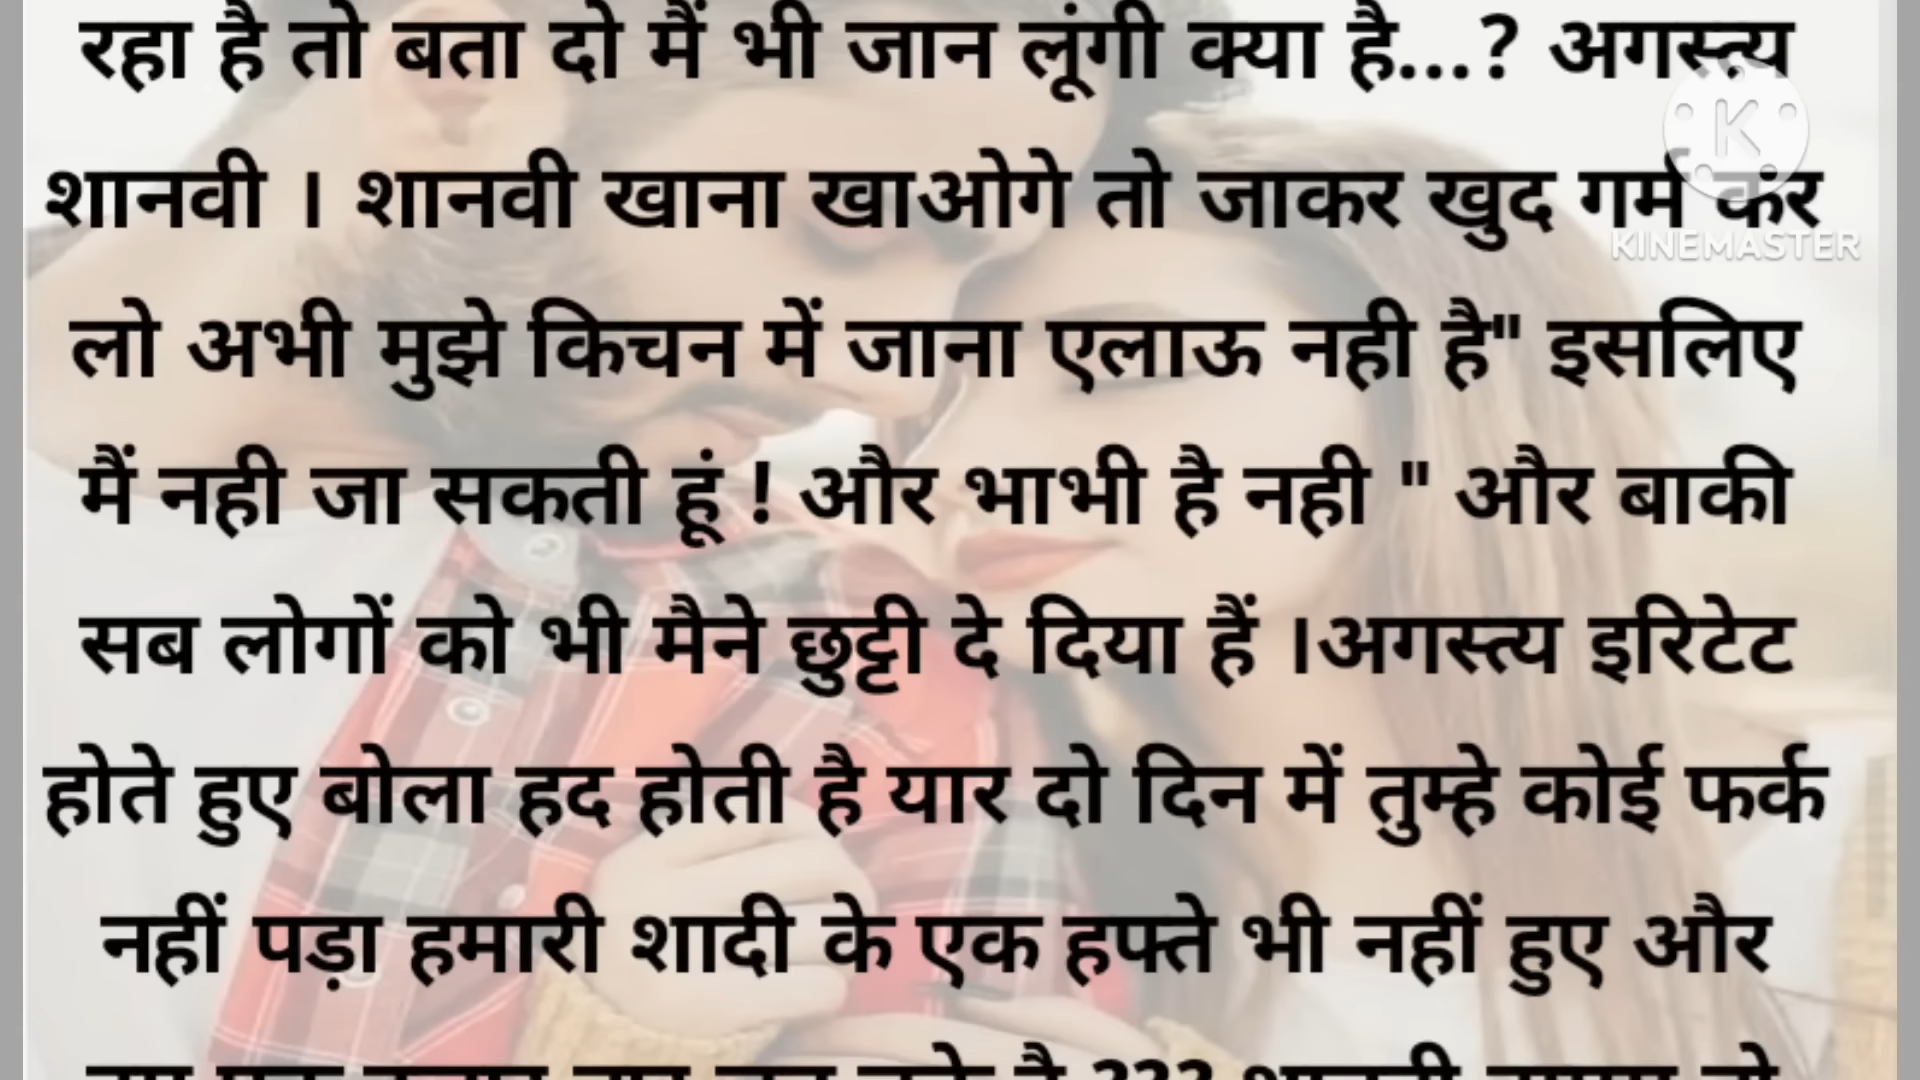 रहा है तो बता दो मैं भी जान लूंगी क्या है...? अगस्त्य
शानवी । शानवी खाना खाओगे तो जाकर खुद गर्म कर
KINEMASTER
लो अभी मुझे किचन में जाना एलाऊ नही है" इसलिए
मैं नही जा सकती हूं ! और भाभी है नही " और बाकी
सब लोगों को भी मैने छुट्टी दे दिया हैं ।अगस्त्य इरिटेट
होते हुए बोला हद होती है यार दो दिन में तुम्हे कोई फर्क
नहीं पड़ा हमारी शादी के एक हफ्ते भी नहीं हुए और